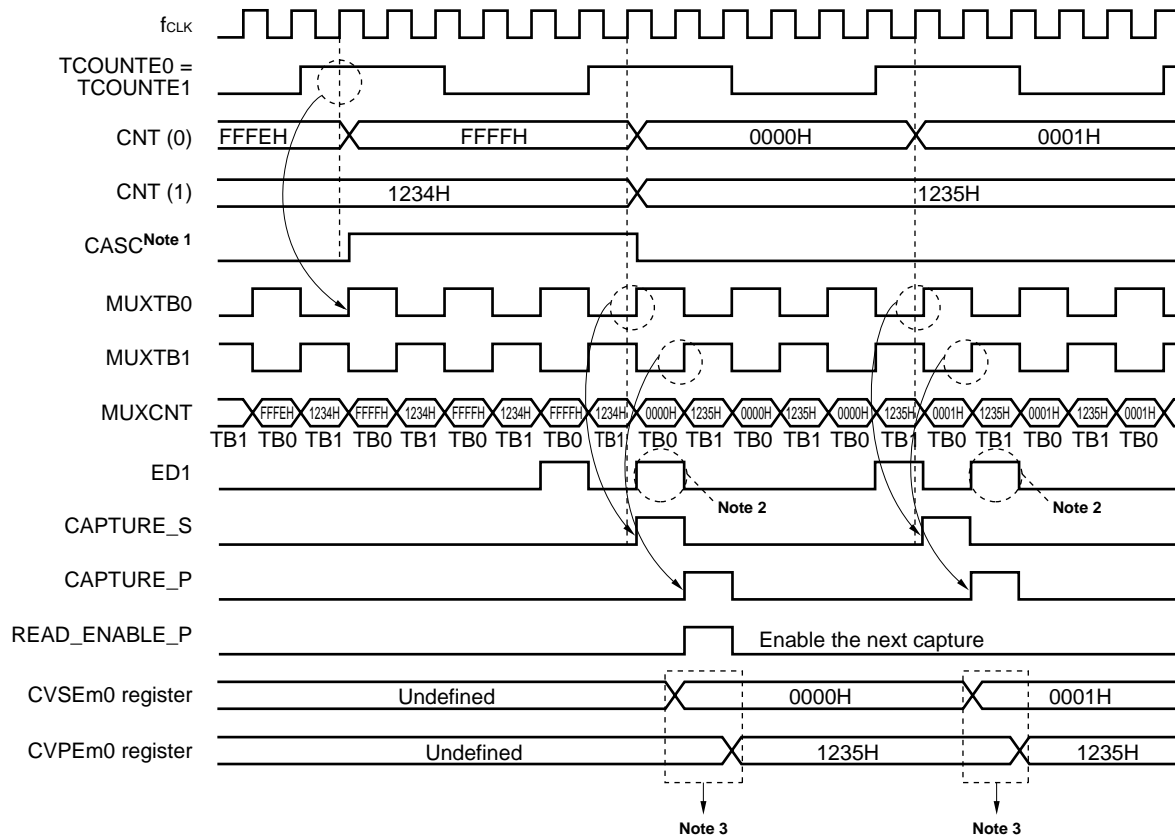 fCLK
TCOUNTE0 =
TCOUNTE1
CNT (0)
FFFEH FFFFH 0000H 0001H
CNT (1)
1234H 1235H
CASC Note 1
MUXTB0
MUXTB1
MUXCNT
FFFEH 1234H FFFFH 1234H FFFFH 1234H FFFFH 1234H 0000H 1235H 0000H 1235H 0000H 1235H 0001H 1235H 0001H 1235H 0001H
TB1 TB0 TB1 TB0 TB1 TB0 TB1 TB0 TB1 TB0 TB1 TB0 TB1 TB0 TB1 TB0 TB1 TB0 TB1 TB0
ED1
Note 2 Note 2
CAPTURE_S
CAPTURE_P
READ_ENABLE_P
Enable the next capture
CVSEm0 register
Undefined 0000H 0001H
CVPEm0 register
Undefined 1235H 1235H
Note 3 Note 3